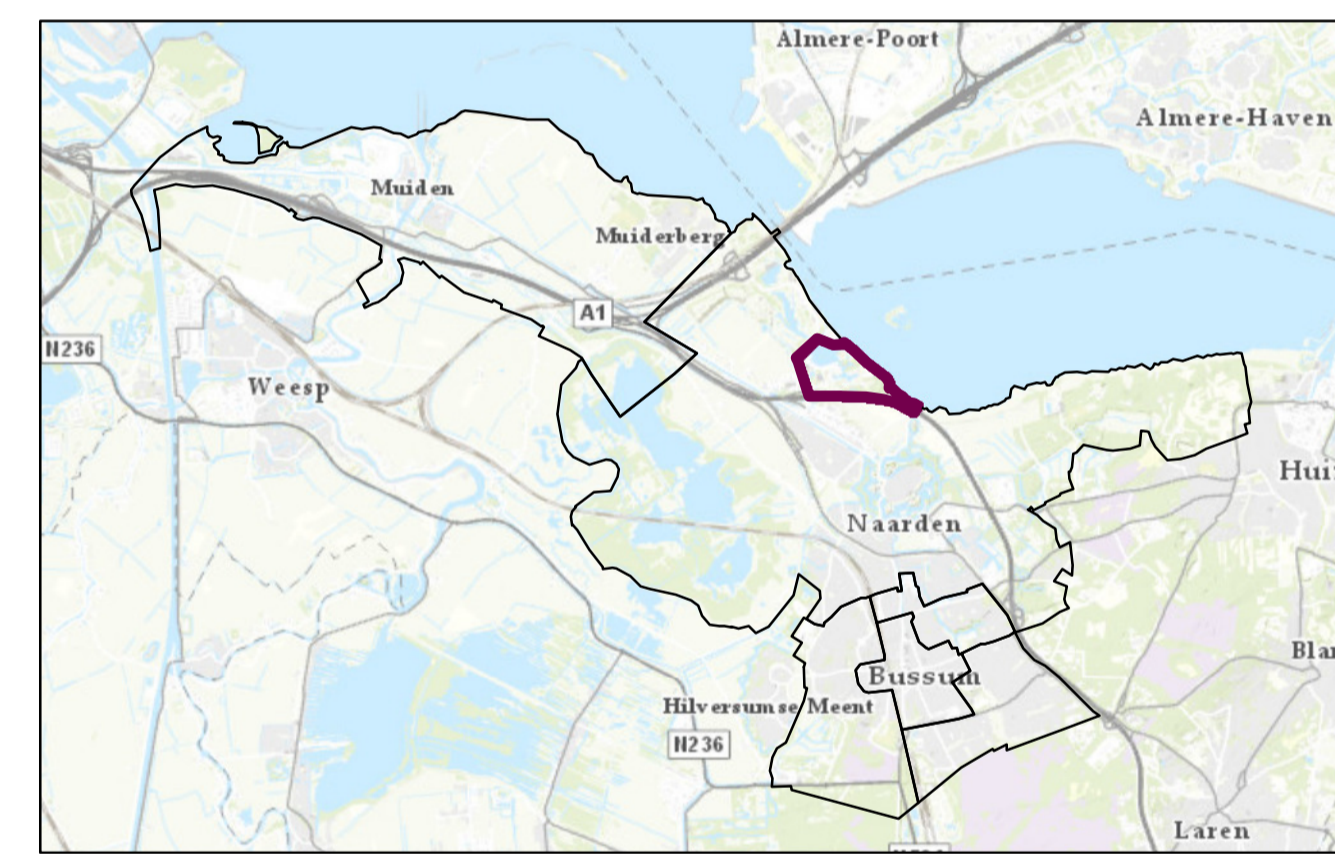 Almere-Poort
Almere-Haven
Muiden
Muiderberg
A1
N236
Weesp
Naarden
Bussum
Hilversumse Meent
N236
Laren